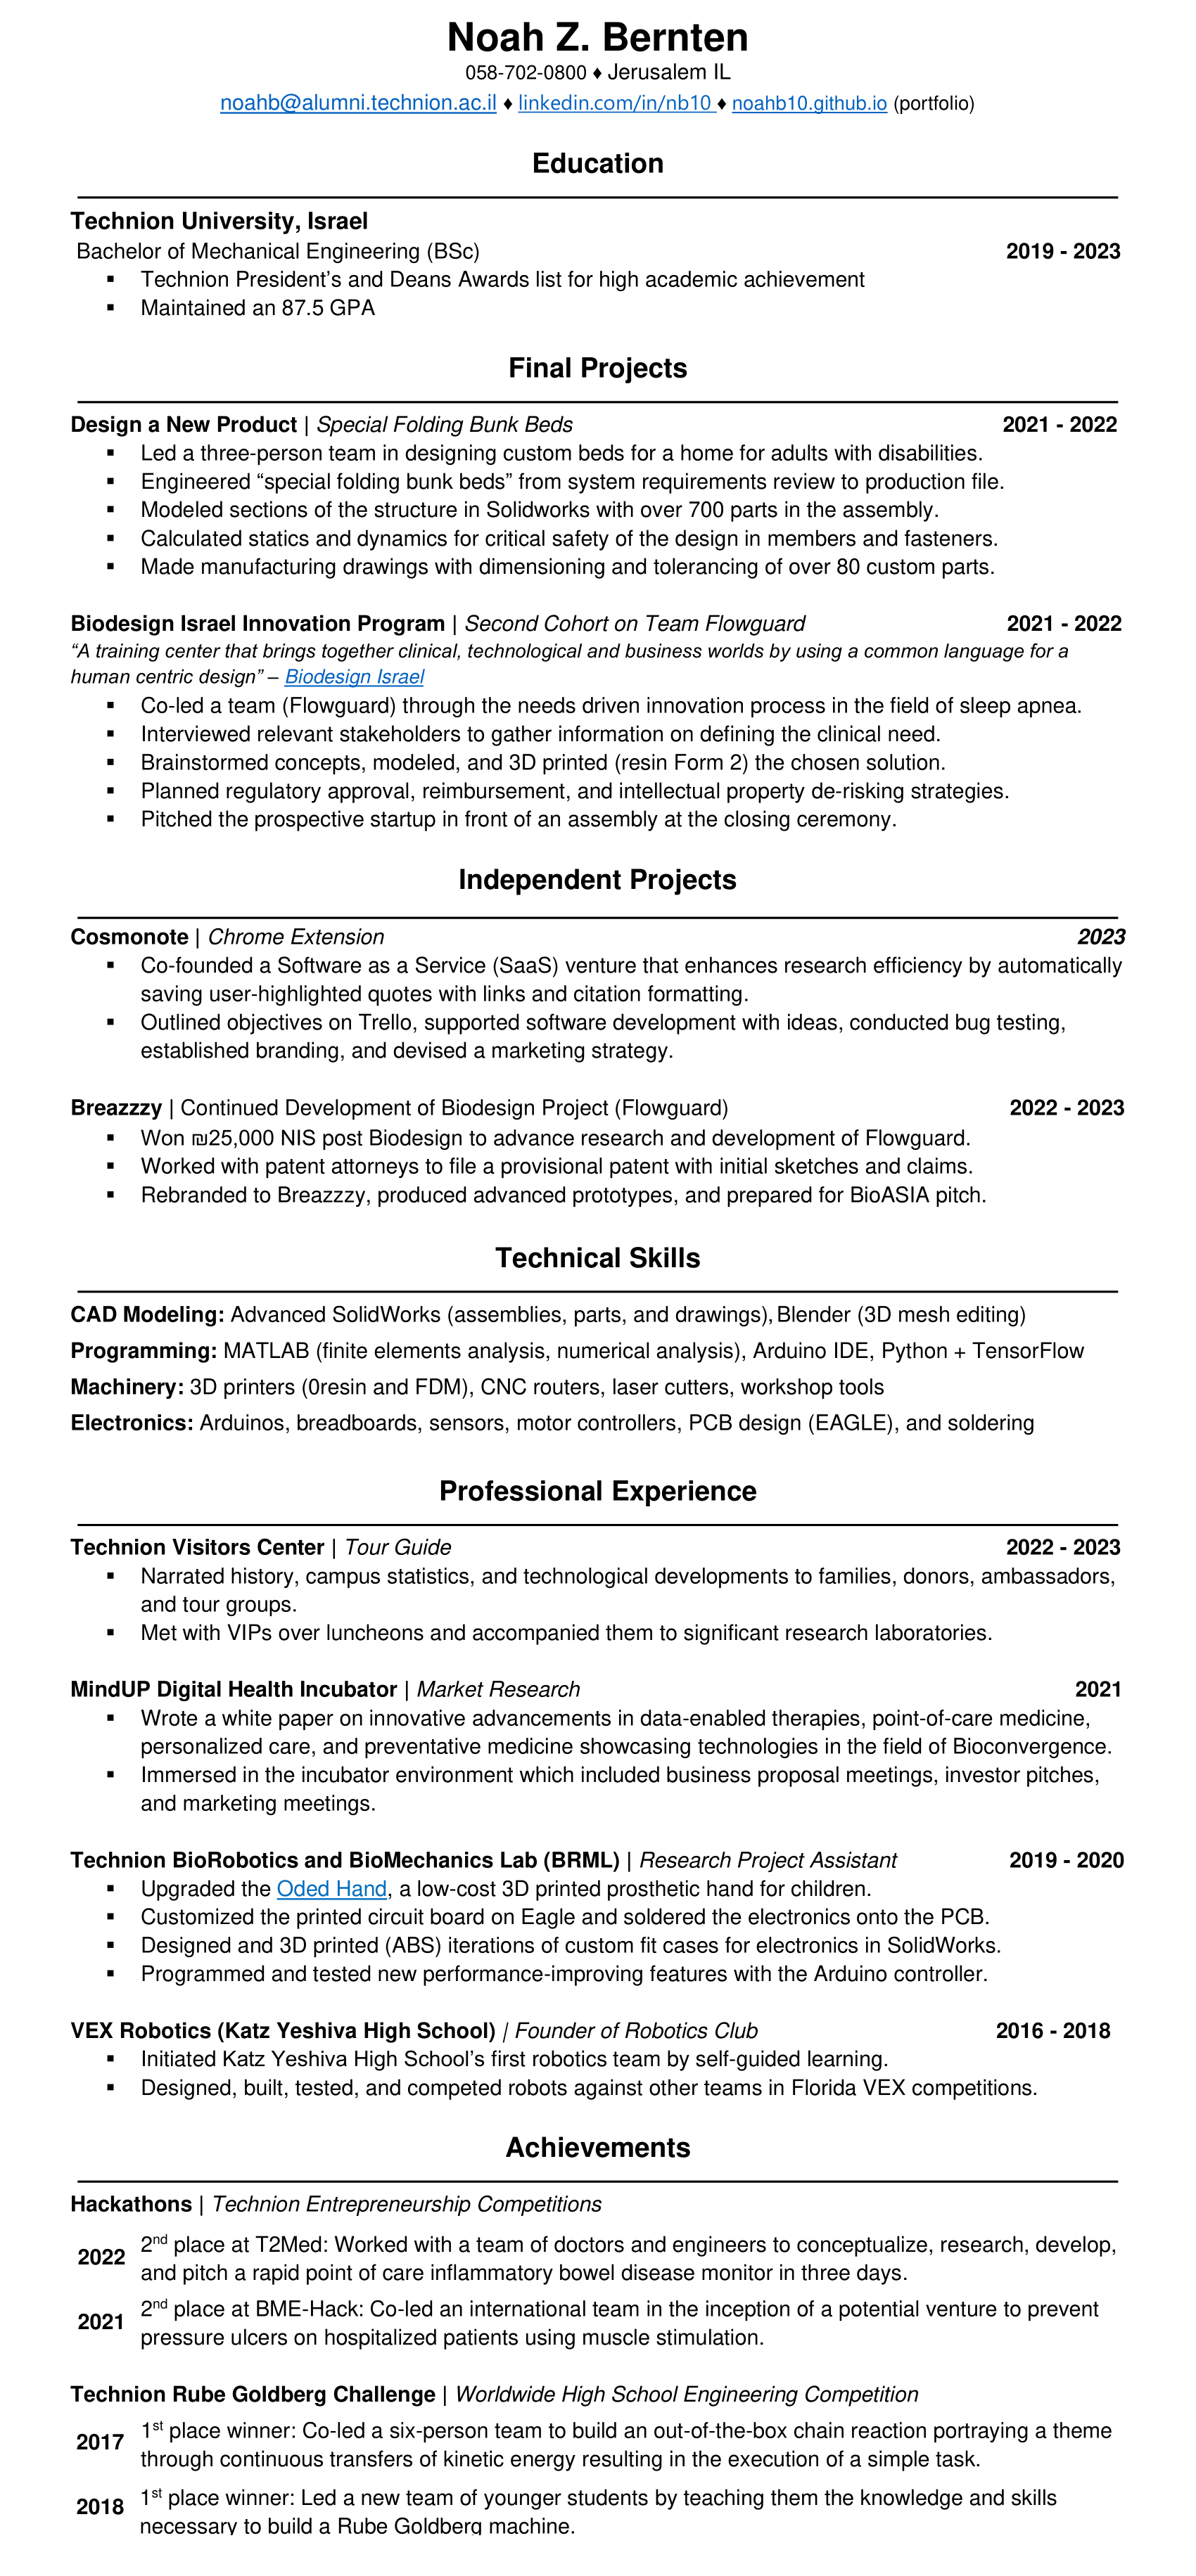 Noah Z. Bernten
058-702-0800 ♦ Jerusalem IL
noahb@alumni.technion.ac.il ♦ linkedin.com/in/nb10 ♦ noahb10.github.io (portfolio)
Education
Technion University, Israel
Bachelor of Mechanical Engineering (BSc) 2019 - 2023
▪ Technion President’s and Deans Awards list for high academic achievement
▪ Maintained an 87.5 GPA
Final Projects
Design a New Product | Special Folding Bunk Beds 2021 - 2022
▪ Led a three-person team in designing custom beds for a home for adults with disabilities.
▪ Engineered “special folding bunk beds” from system requirements review to production file.
▪ Modeled sections of the structure in Solidworks with over 700 parts in the assembly.
▪ Calculated statics and dynamics for critical safety of the design in members and fasteners.
▪ Made manufacturing drawings with dimensioning and tolerancing of over 80 custom parts.
Biodesign Israel Innovation Program | Second Cohort on Team Flowguard 2021 - 2022
“A training center that brings together clinical, technological and business worlds by using a common language for a
human centric design” – Biodesign Israel
▪ Co-led a team (Flowguard) through the needs driven innovation process in the field of sleep apnea.
▪ Interviewed relevant stakeholders to gather information on defining the clinical need.
▪ Brainstormed concepts, modeled, and 3D printed (resin Form 2) the chosen solution.
▪ Planned regulatory approval, reimbursement, and intellectual property de-risking strategies.
▪ Pitched the prospective startup in front of an assembly at the closing ceremony.
Independent Projects
Cosmonote | Chrome Extension 2023
▪ Co-founded a Software as a Service (SaaS) venture that enhances research efficiency by automatically
saving user-highlighted quotes with links and citation formatting.
▪ Outlined objectives on Trello, supported software development with ideas, conducted bug testing,
established branding, and devised a marketing strategy.
Breazzzy | Continued Development of Biodesign Project (Flowguard) 2022 - 2023
▪ Won ₪25,000 NIS post Biodesign to advance research and development of Flowguard.
▪ Worked with patent attorneys to file a provisional patent with initial sketches and claims.
▪ Rebranded to Breazzzy, produced advanced prototypes, and prepared for BioASIA pitch.
Technical Skills
CAD Modeling: Advanced SolidWorks (assemblies, parts, and drawings), Blender (3D mesh editing)
Programming: MATLAB (finite elements analysis, numerical analysis), Arduino IDE, Python + TensorFlow
Machinery: 3D printers (0resin and FDM), CNC routers, laser cutters, workshop tools
Electronics: Arduinos, breadboards, sensors, motor controllers, PCB design (EAGLE), and soldering
Professional Experience
Technion Visitors Center | Tour Guide 2022 - 2023
▪ Narrated history, campus statistics, and technological developments to families, donors, ambassadors,
and tour groups.
▪ Met with VIPs over luncheons and accompanied them to significant research laboratories.
MindUP Digital Health Incubator | Market Research 2021
▪ Wrote a white paper on innovative advancements in data-enabled therapies, point-of-care medicine,
personalized care, and preventative medicine showcasing technologies in the field of Bioconvergence.
▪ Immersed in the incubator environment which included business proposal meetings, investor pitches,
and marketing meetings.
Technion BioRobotics and BioMechanics Lab (BRML) | Research Project Assistant 2019 - 2020
▪ Upgraded the Oded Hand, a low-cost 3D printed prosthetic hand for children.
▪ Customized the printed circuit board on Eagle and soldered the electronics onto the PCB.
▪ Designed and 3D printed (ABS) iterations of custom fit cases for electronics in SolidWorks.
▪ Programmed and tested new performance-improving features with the Arduino controller.
VEX Robotics (Katz Yeshiva High School) | Founder of Robotics Club 2016 - 2018
▪ Initiated Katz Yeshiva High School’s first robotics team by self-guided learning.
▪ Designed, built, tested, and competed robots against other teams in Florida VEX competitions.
Achievements
Hackathons | Technion Entrepreneurship Competitions
2022 2nd place at T2Med: Worked with a team of doctors and engineers to conceptualize, research, develop,
and pitch a rapid point of care inflammatory bowel disease monitor in three days.
2021 2nd place at BME-Hack: Co-led an international team in the inception of a potential venture to prevent
pressure ulcers on hospitalized patients using muscle stimulation.
Technion Rube Goldberg Challenge | Worldwide High School Engineering Competition
2017 1st place winner: Co-led a six-person team to build an out-of-the-box chain reaction portraying a theme
through continuous transfers of kinetic energy resulting in the execution of a simple task.
2018 1st place winner: Led a new team of younger students by teaching them the knowledge and skills
necessary to build a Rube Goldberg machine.